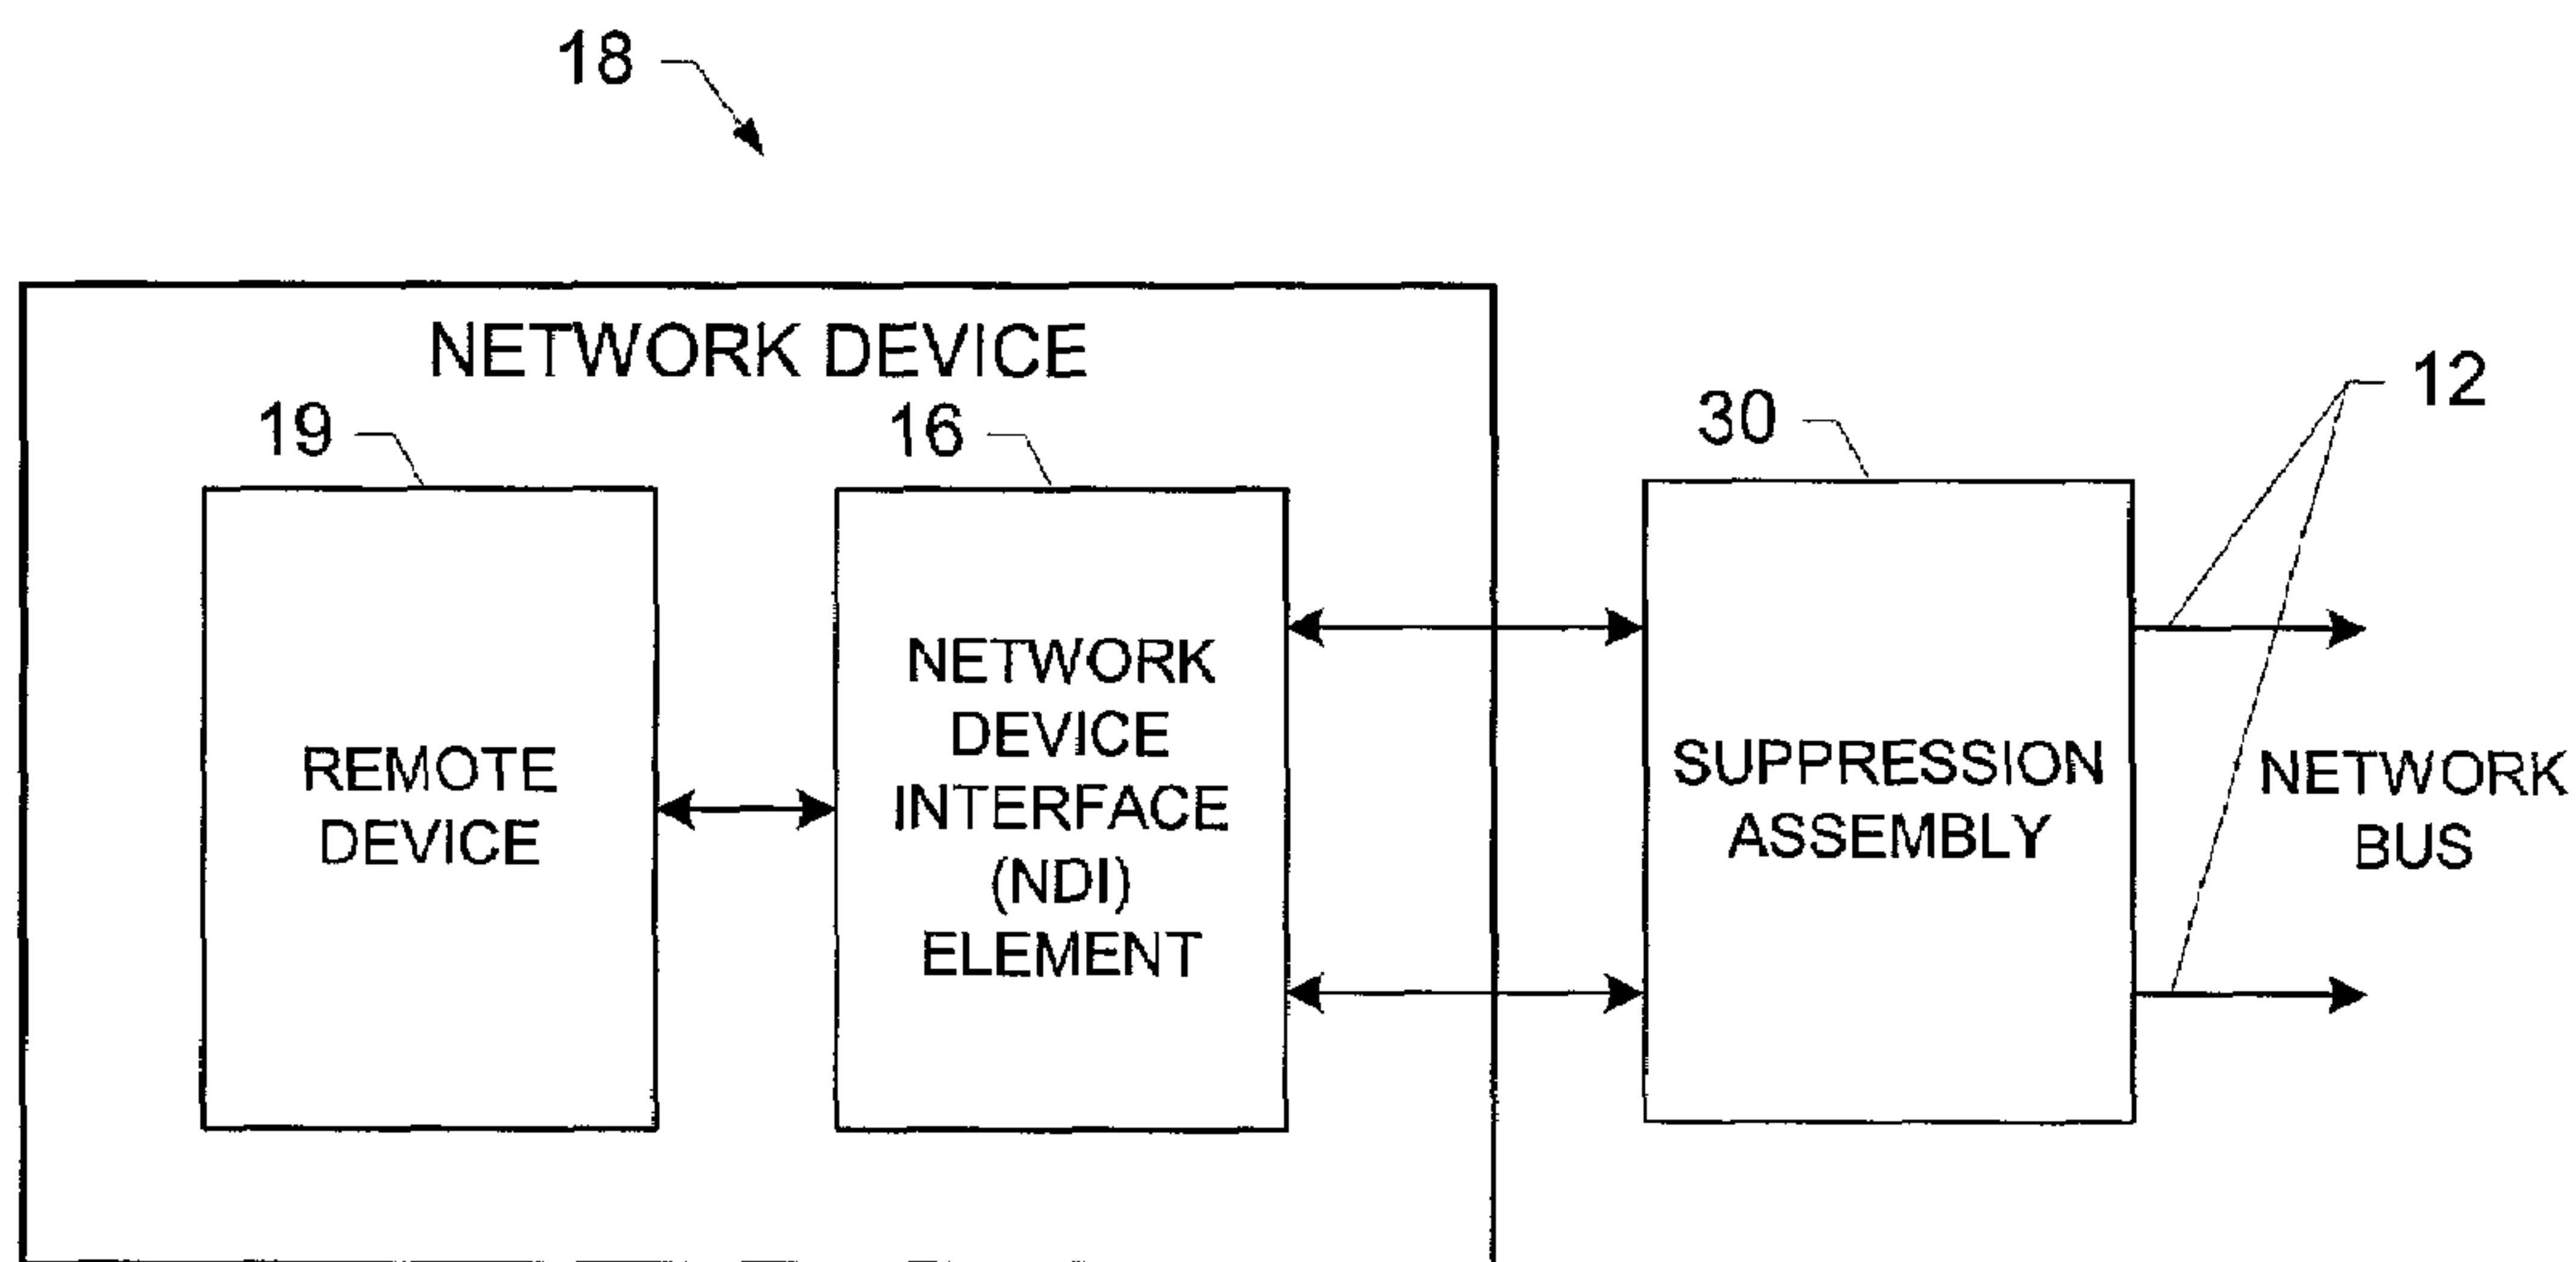 18
NETWORK DEVICE
19
16
30
12
REMOTE
DEVICE
NETWORK
DEVICE
INTERFACE
(NDI)
ELEMENT
SUPPRESSION
ASSEMBLY
NETWORK
BUS